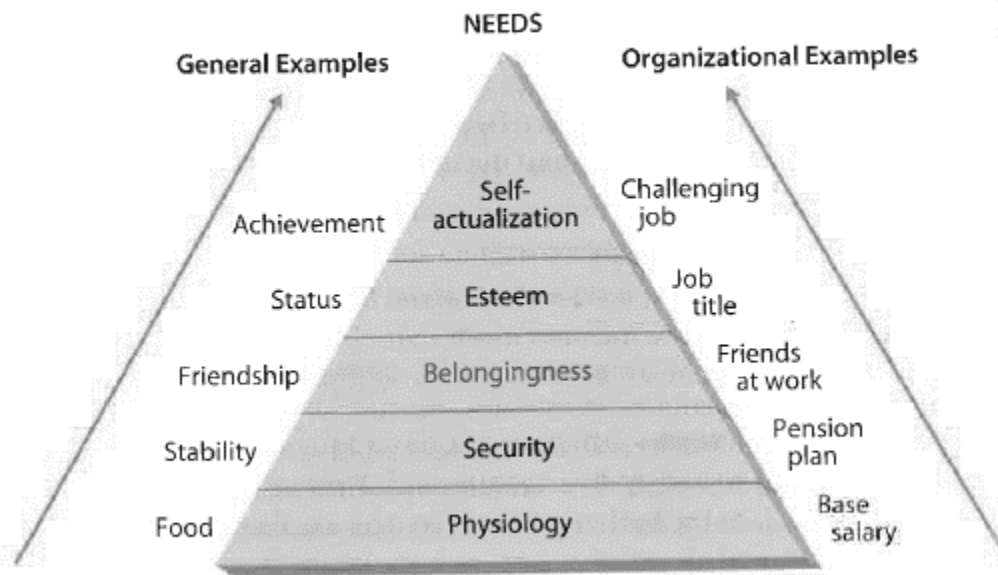 NEEDS
General Examples
Organizational Examples
Achievement
Self-
actualization
Challenging
job
Status
Esteem
Job
title
Friendship
Belongingness
Friends
at work
Stability
Security
Pension
plan
Food
Physiology
Base
salary